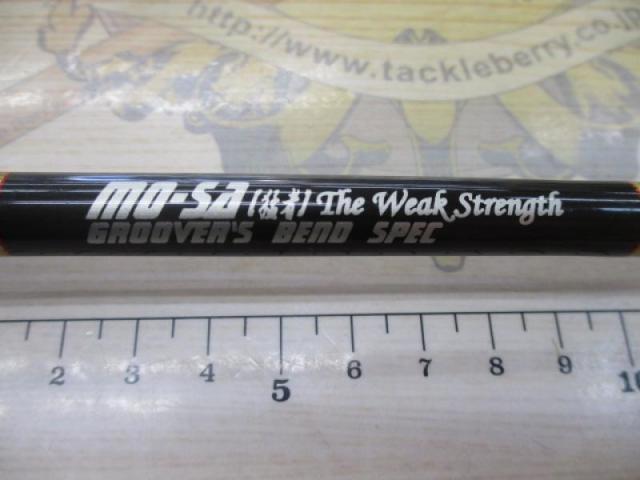 http://www.tackleberry.co.jp
mo-sa [猛者] The Weak Strength
GROOVER'S BEND SPEC
2 3 4 5 6 7 8 9 10